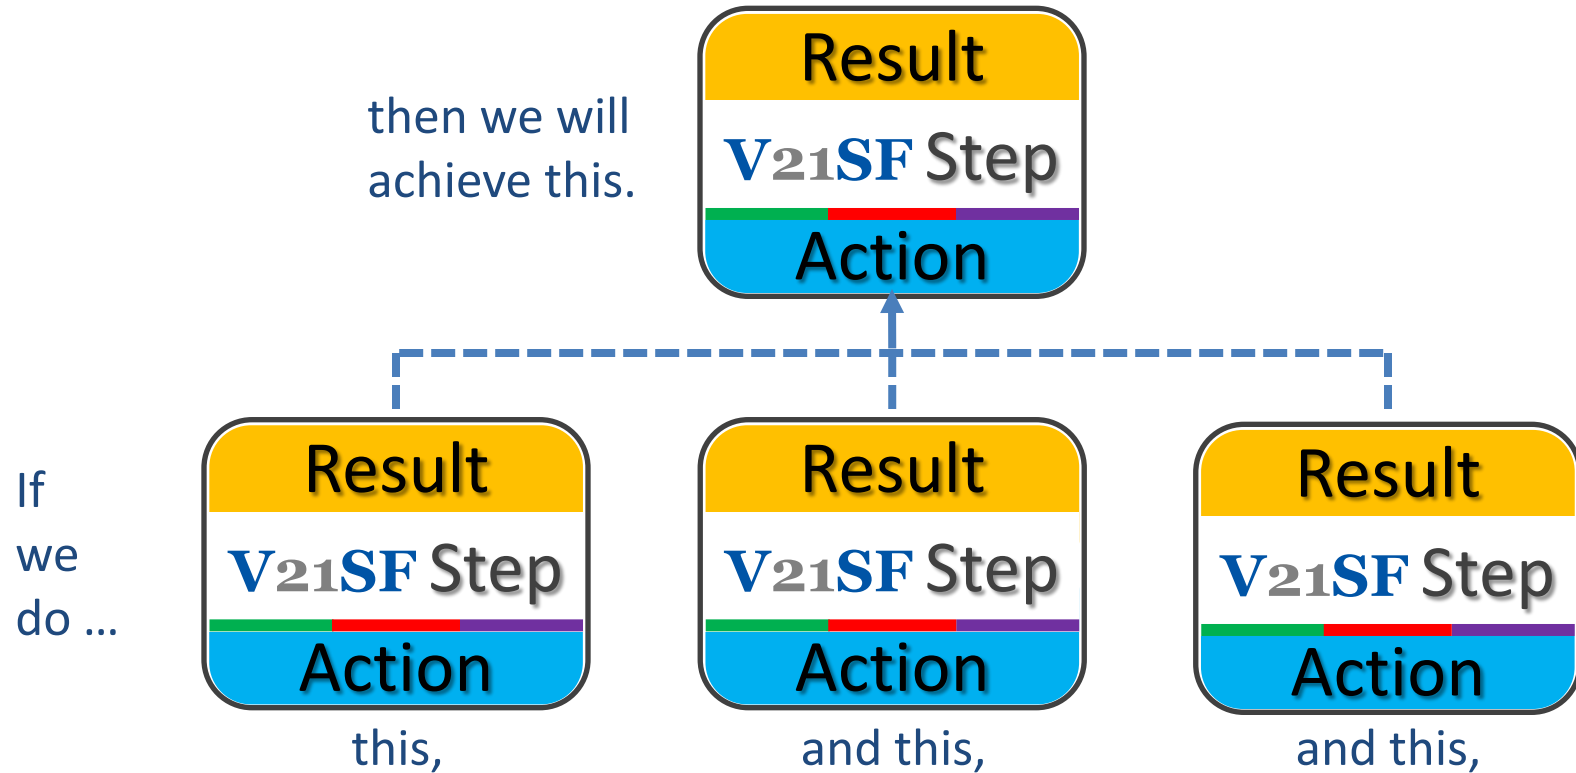 Result
then we will
achieve this.
V21SF Step
Action
If
we
do ...
Result
V21SF Step
Action
this,
Result
V21SF Step
Action
and this,
Result
V21SF Step
Action
and this,